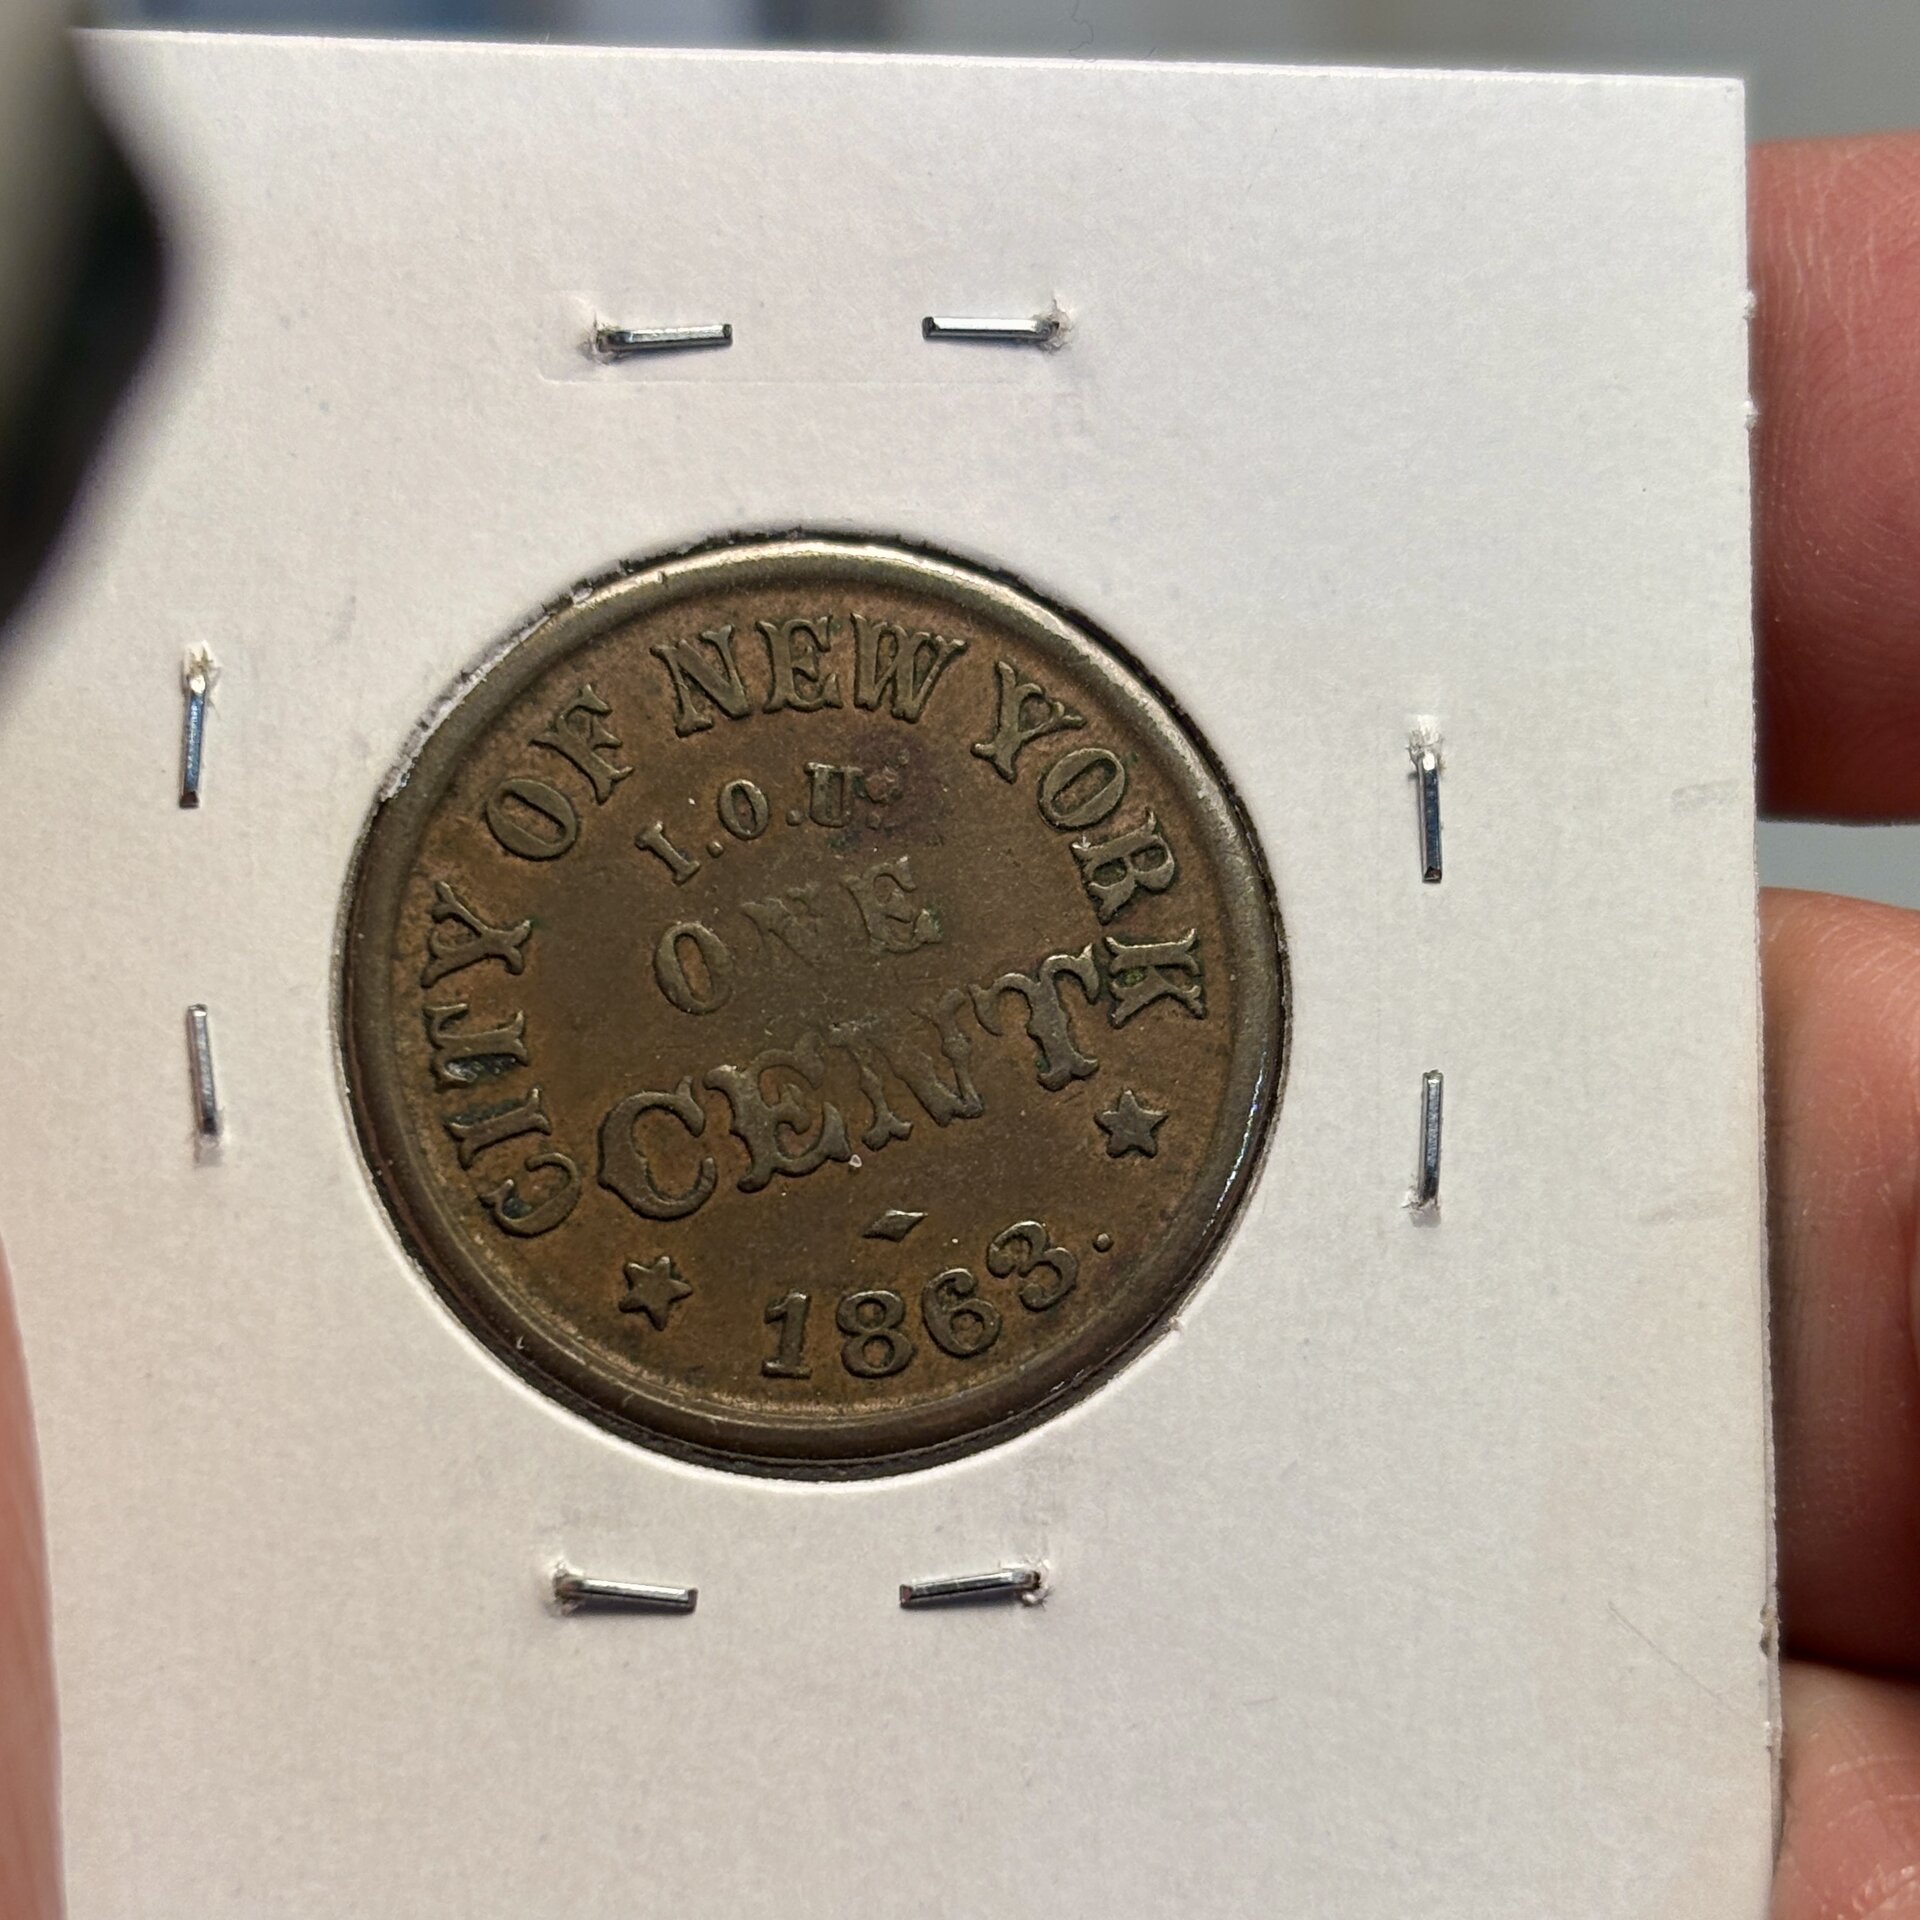 CITY OF NEW YORK
I.O.U.
ONE
CENT
1863.